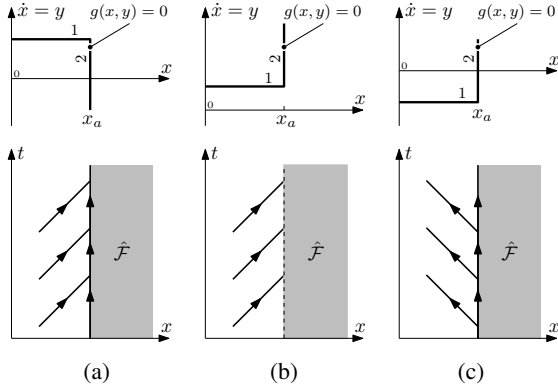 ẋ = y
g(x, y) = 0
1
2
0
x
x_a
ẋ = y
g(x, y) = 0
2
1
0
x
x_a
ẋ = y
g(x, y) = 0
2
0
x
1
x_a
t
F̂
x
t
F̂
x
t
F̂
x
(a)
(b)
(c)